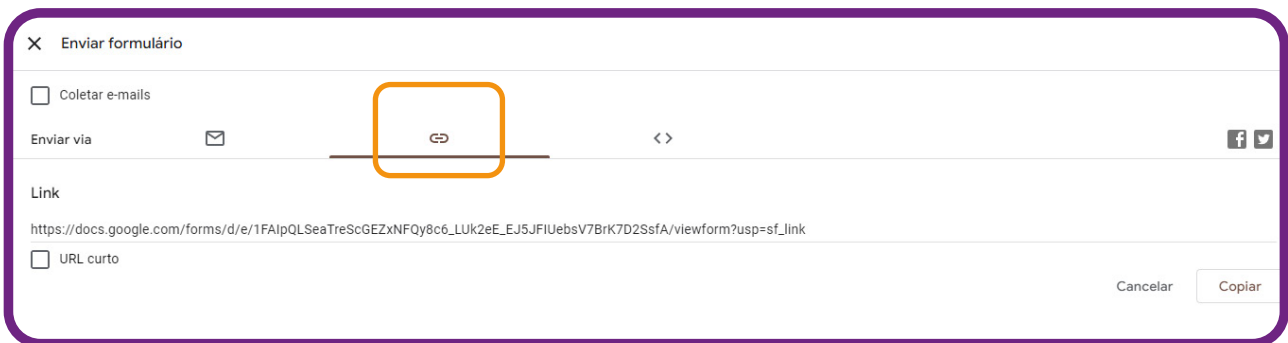 Enviar formulário
Coletar e-mails
Enviar via
Link
https://docs.google.com/forms/d/e/1FAIpQLSeaTreScGEZxNFQy8c6_LUk2eE_EJ5JFIUebsV7BrK7D2SsfA/viewform?usp=sf_link
URL curto
Cancelar Copiar